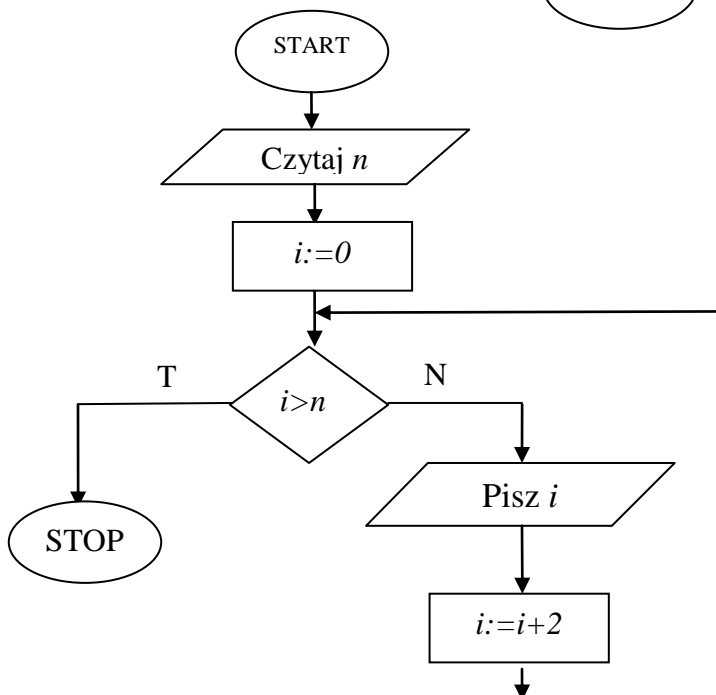 START
Czytaj n
i:=0
T
i>n
N
Pisz i
STOP
i:=i+2